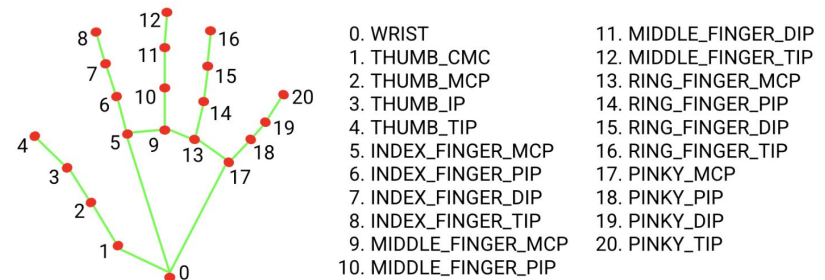 12
8
16
11
7
15
10
20
6
14
19
4
5
9
13
18
3
17
2
1
0
0. WRIST
1. THUMB_CMC
2. THUMB_MCP
3. THUMB_IP
4. THUMB_TIP
5. INDEX_FINGER_MCP
6. INDEX_FINGER_PIP
7. INDEX_FINGER_DIP
8. INDEX_FINGER_TIP
9. MIDDLE_FINGER_MCP
10. MIDDLE_FINGER_PIP
11. MIDDLE_FINGER_DIP
12. MIDDLE_FINGER_TIP
13. RING_FINGER_MCP
14. RING_FINGER_PIP
15. RING_FINGER_DIP
16. RING_FINGER_TIP
17. PINKY_MCP
18. PINKY_PIP
19. PINKY_DIP
20. PINKY_TIP